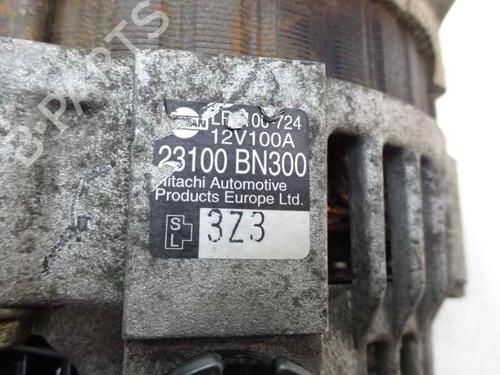 12V100A
23100 BN300
Hitachi Automotive
Products Europe Ltd.
S
L
3Z3
B-PARTS